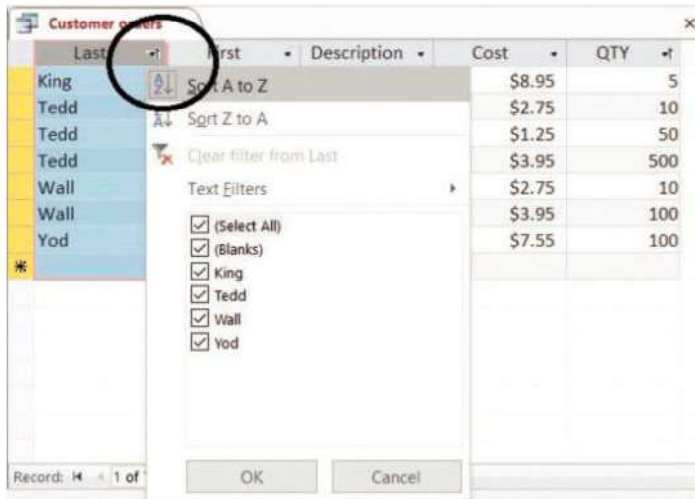 Customer orders
Last First Description Cost QTY
King $8.95 5
Tedd $2.75 10
Tedd $1.25 50
Tedd $3.95 500
Wall $2.75 10
Wall $3.95 100
Yod $7.55 100
Sort A to Z
Sort Z to A
Clear filter from Last
Text Filters
(Select All)
(Blanks)
King
Tedd
Wall
Yod
OK Cancel
Record: 1 of